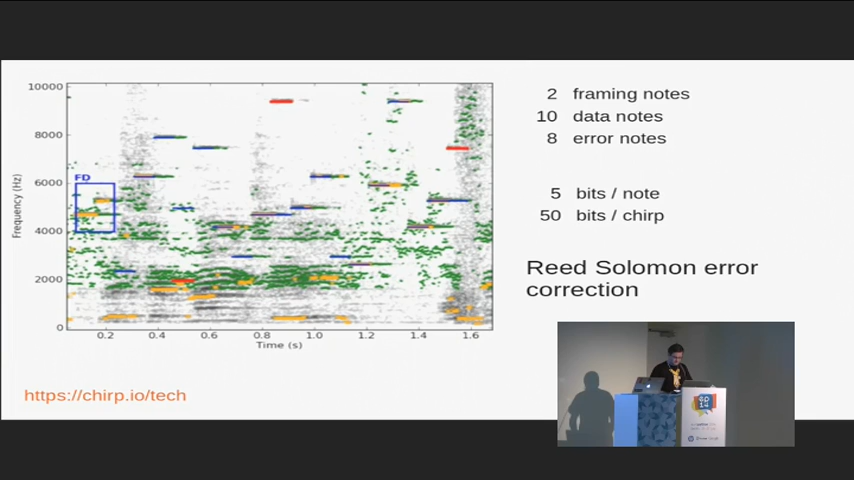 10000
8000
6000
4000
2000
0
Frequency (Hz)
FD
0.2 0.4 0.6 0.8 1.0 1.2 1.4 1.6
Time (s)
2 framing notes
10 data notes
8 error notes
5 bits / note
50 bits / chirp
Reed Solomon error
correction
https://chirp.io/tech